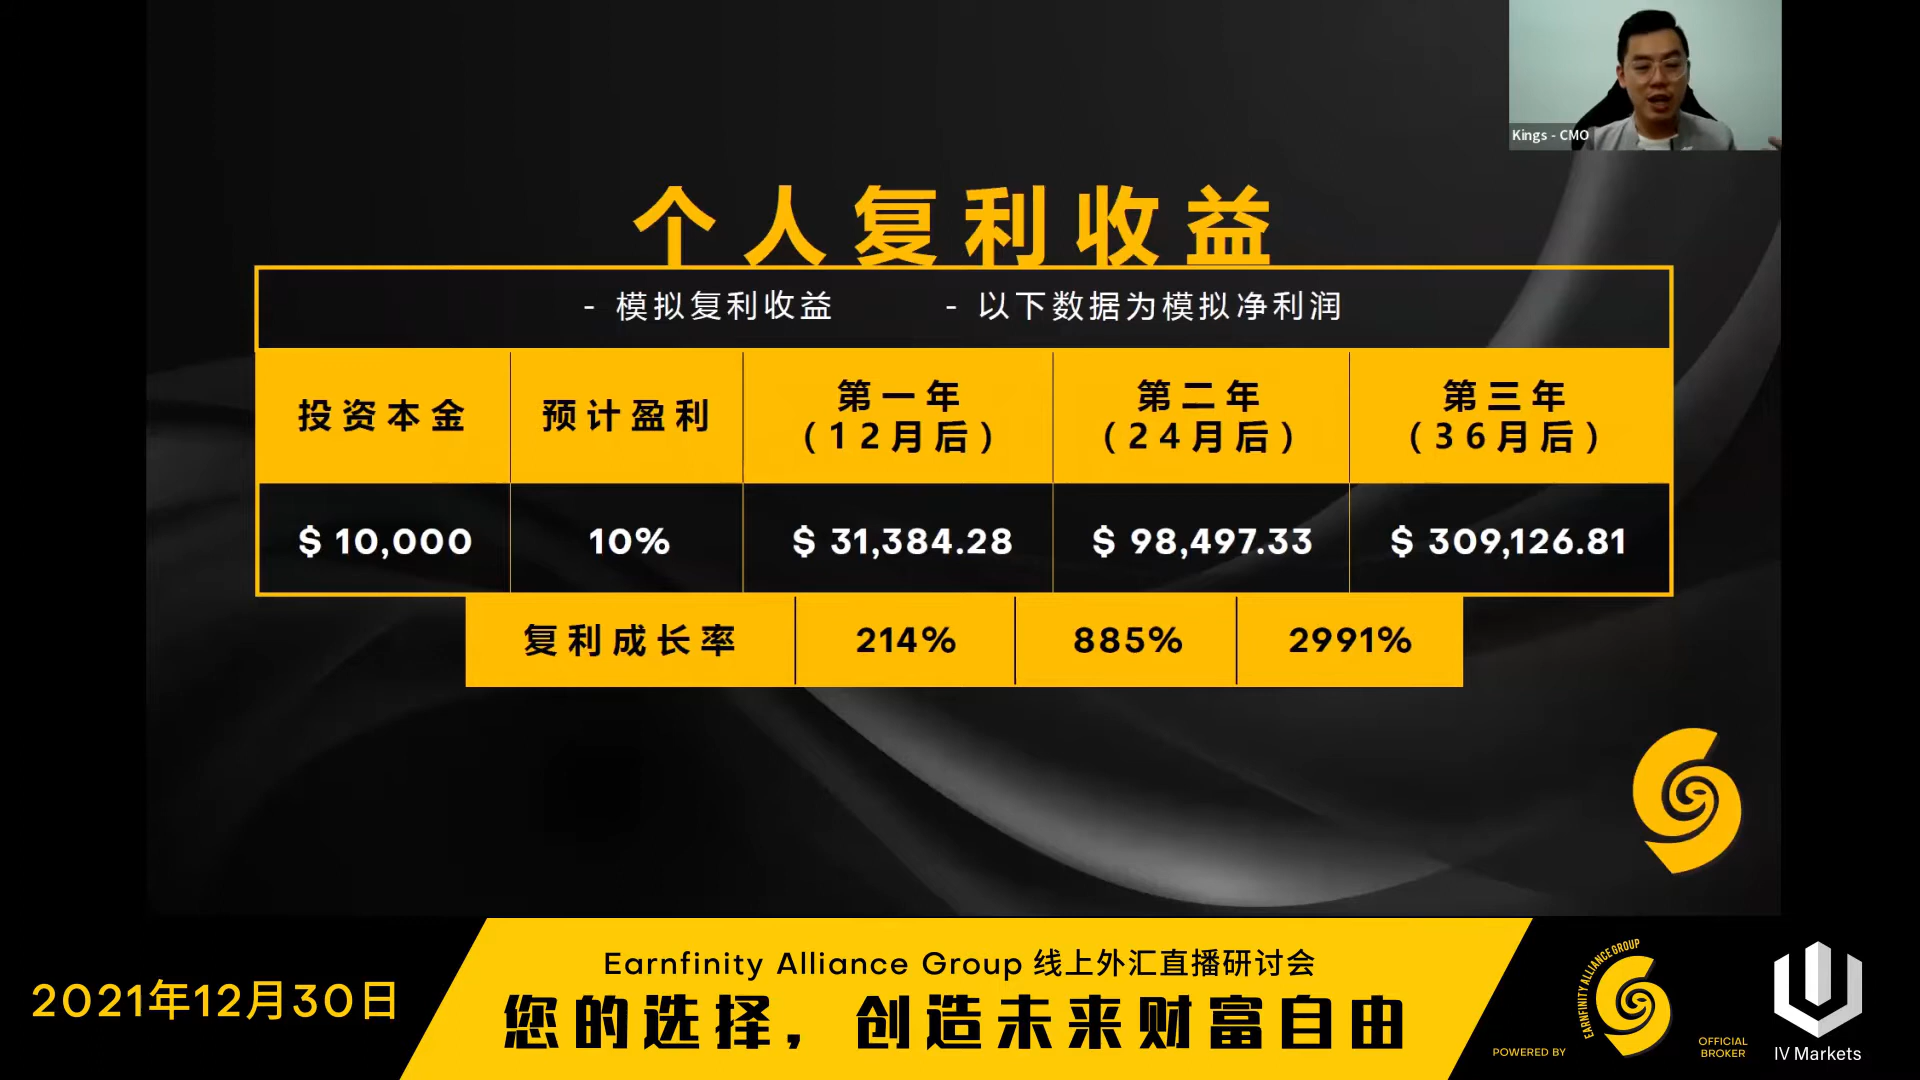 Kings - CMO
个人复利收益
- 模拟复利收益 - 以下数据为模拟净利润
投资本金 预计盈利 第一年 (12月后) 第二年 (24月后) 第三年 (36月后)
$ 10,000 10% $ 31,384.28 $ 98,497.33 $ 309,126.81
复利成长率 214% 885% 2991%
2021年12月30日
Earnfinity Alliance Group 线上外汇直播研讨会
您的选择，创造未来财富自由
POWERED BY
EARNFINITY ALLIANCE GROUP
OFFICIAL
BROKER
IV Markets